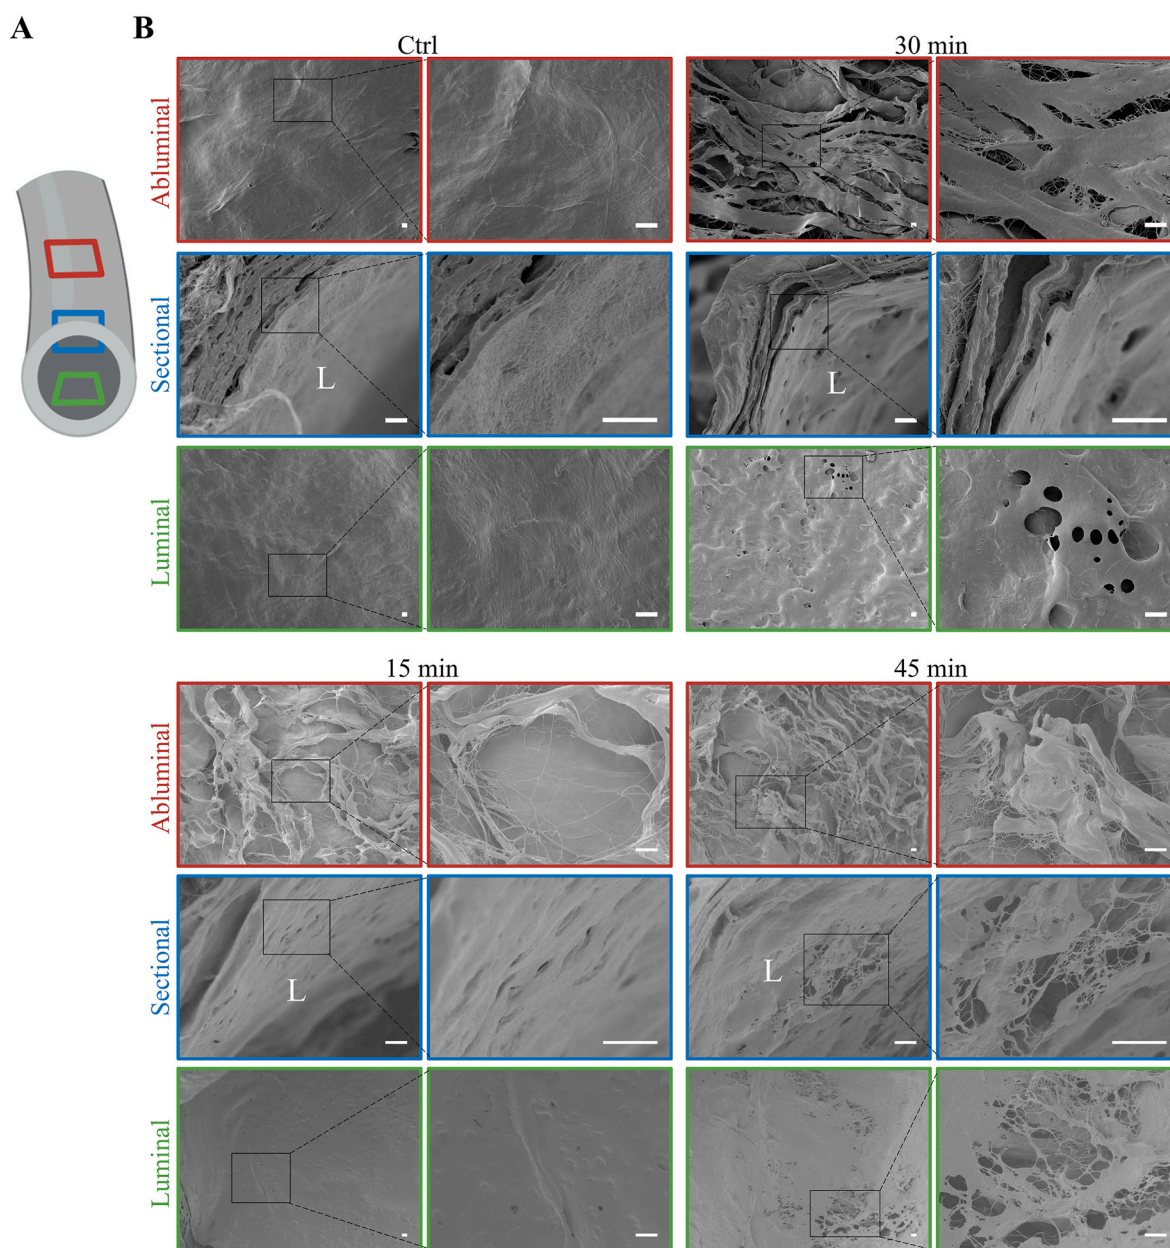 A
B
Ctrl
30 min
Abluminal
Sectional
L
L
Luminal
15 min
45 min
Abluminal
Sectional
L
L
Luminal